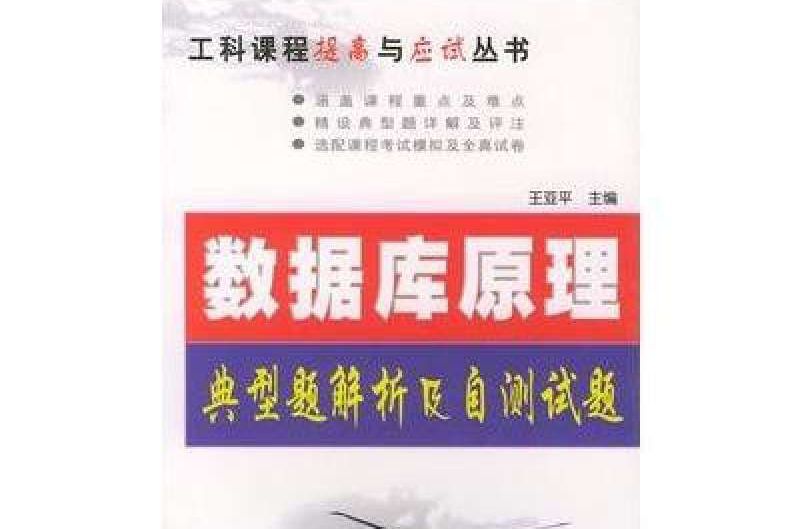 工科课程提高与应试丛书
● 涵盖课程重点及难点
● 精设典型题详解及评注
● 选配课程考试模拟及全真试卷
王亚平 主编
数据库原理
典型题解析及自测试题